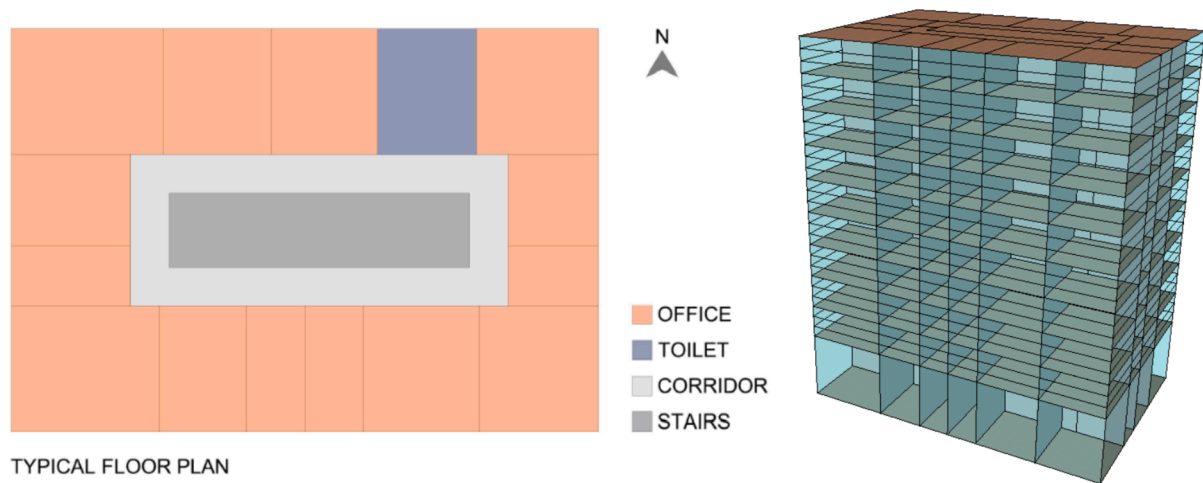 N
OFFICE
TOILET
CORRIDOR
STAIRS
TYPICAL FLOOR PLAN